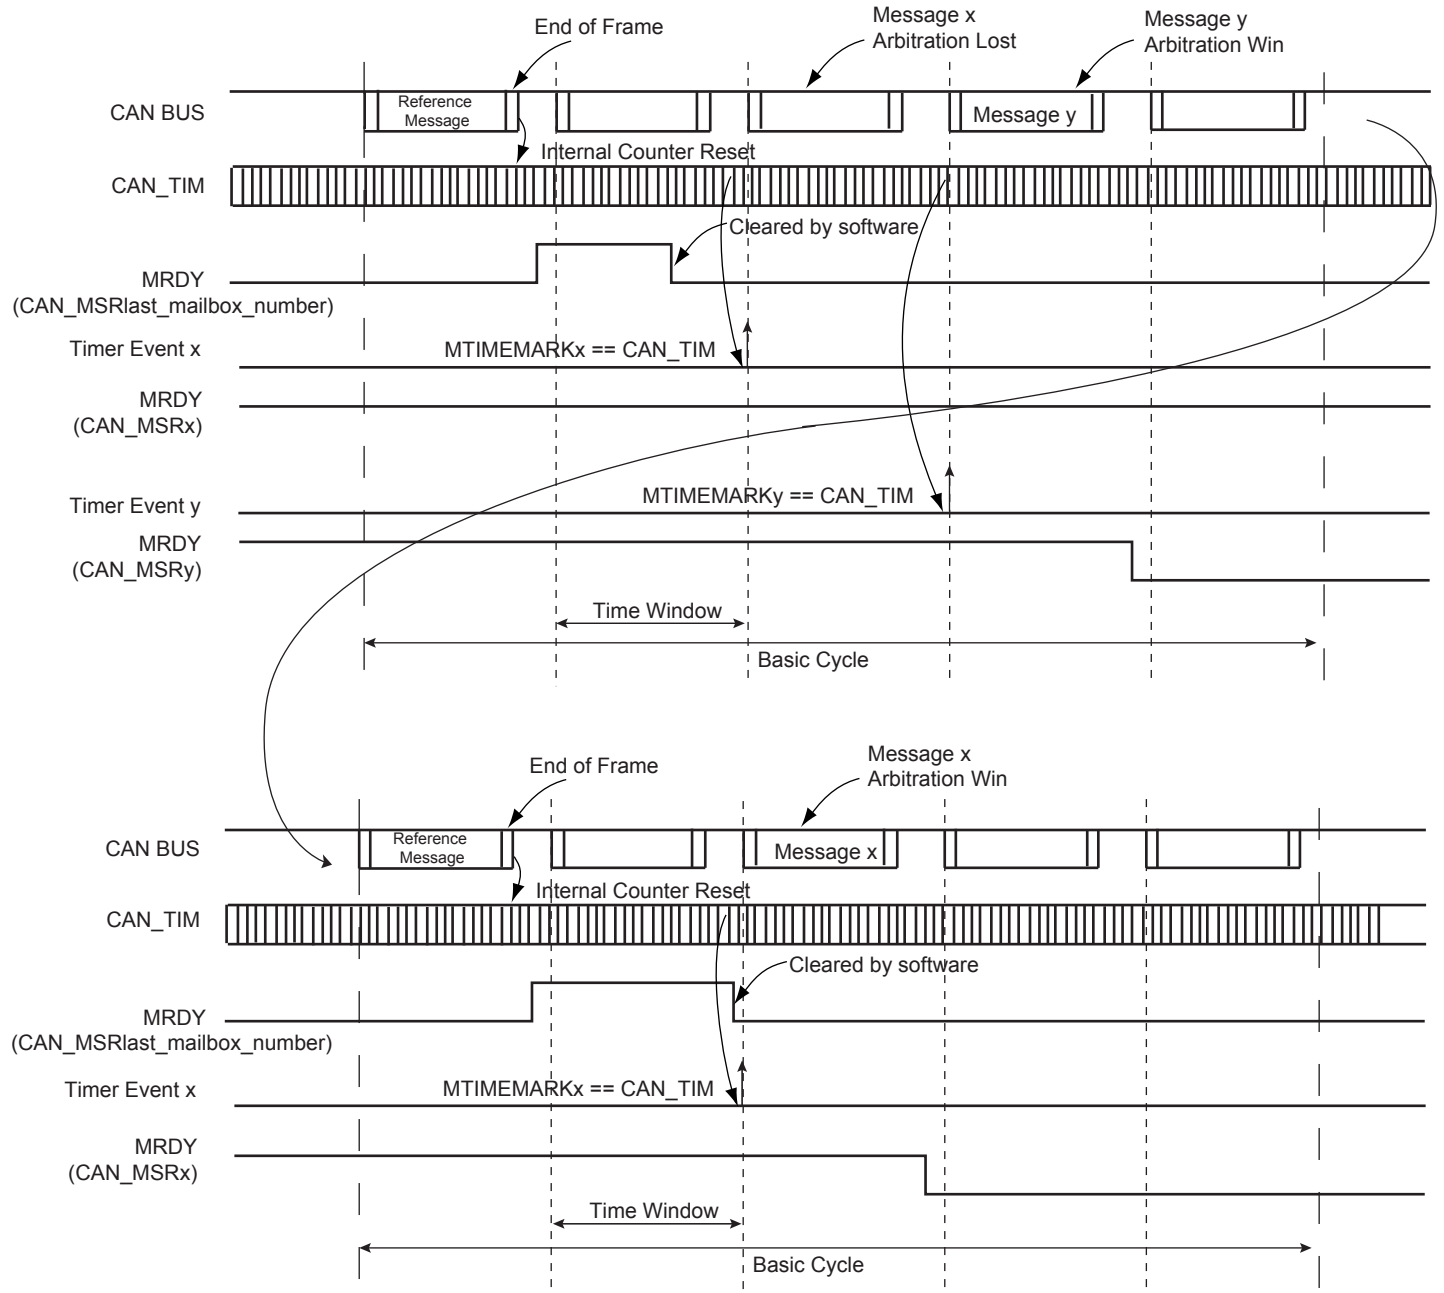 End of Frame
Message x
Arbitration Lost
Message y
Arbitration Win
CAN BUS
Reference
Message
Message y
Internal Counter Reset
CAN_TIM
Cleared by software
MRDY
(CAN_MSRlast_mailbox_number)
Timer Event x
MTIMEMARKx == CAN_TIM
MRDY
(CAN_MSRx)
Timer Event y
MTIMEMARKy == CAN_TIM
MRDY
(CAN_MSRy)
Time Window
Basic Cycle
End of Frame
Message x
Arbitration Win
CAN BUS
Reference
Message
Message x
Internal Counter Reset
CAN_TIM
Cleared by software
MRDY
(CAN_MSRlast_mailbox_number)
Timer Event x
MTIMEMARKx == CAN_TIM
MRDY
(CAN_MSRx)
Time Window
Basic Cycle